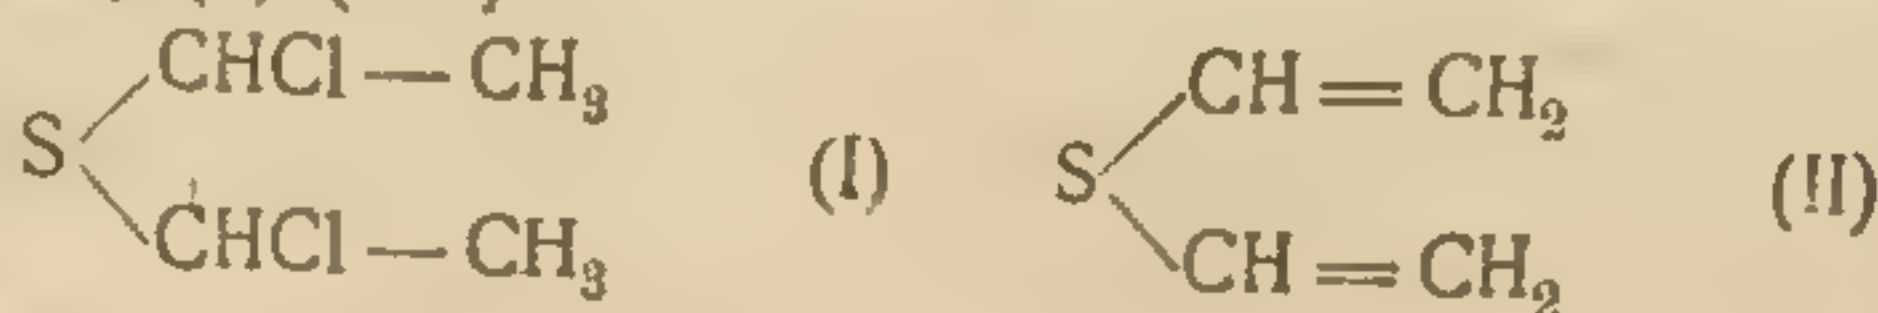 CHCl — CH₃ CH = CH₂
S (I) S (II)
CHCl — CH₃ CH = CH₂